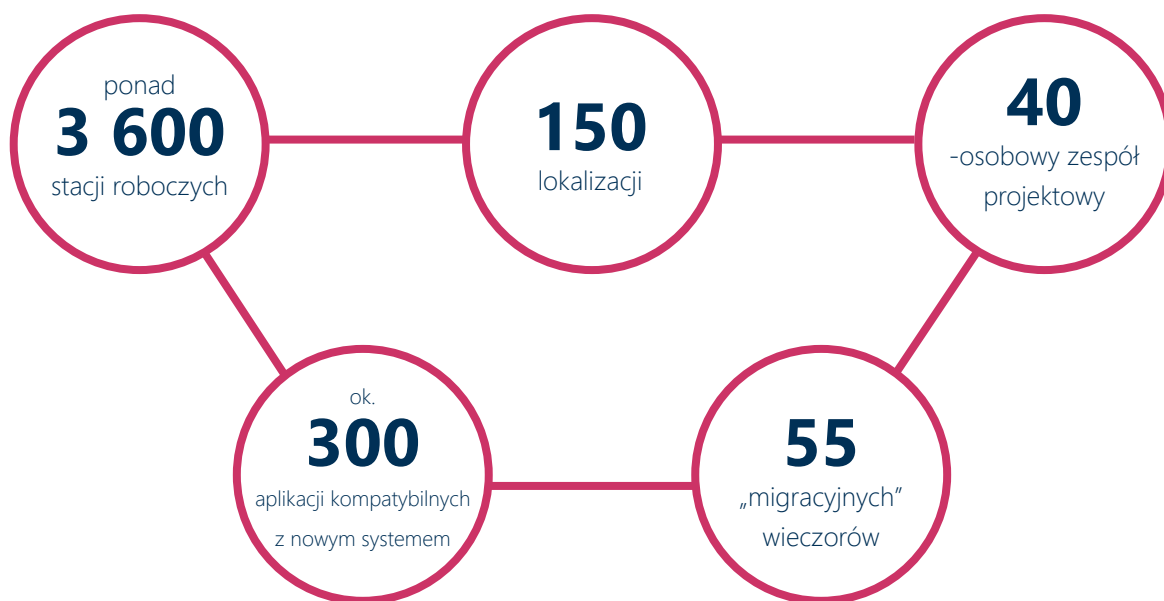 ponad
3 600
stacji roboczych
150
lokalizacji
40
-osobowy zespół
projektowy
ok.
300
aplikacji kompatybilnych
z nowym systemem
55
„migracyjnych”
wieczorów